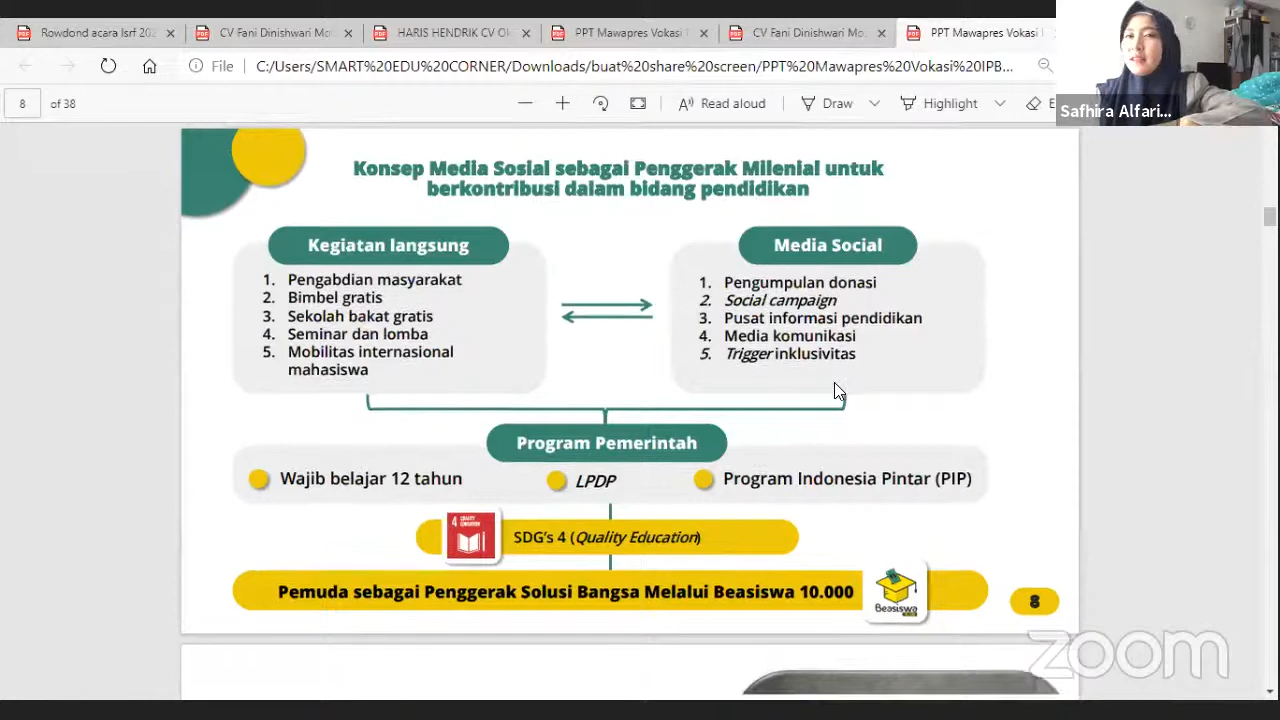 Rowdond acara lsrf 202
CV Fani Dinishwari Mo
HARIS HENDRIK CV OK
PPT Mawapres Vokasi I
CV Fani Dinishwari Mo.
PPT Mawapres Vokasi I
File
C:/Users/SMART%20EDU%20CORNER/Downloads/buat%20share%20screen/PPT%20Mawapres%20Vokasi%20IPB...
8 of 38
Read aloud
Draw
Highlight
E
Safhira Alfari...
Konsep Media Sosial sebagai Penggerak Milenial untuk
berkontribusi dalam bidang pendidikan
Kegiatan langsung
1. Pengabdian masyarakat
2. Bimbel gratis
3. Sekolah bakat gratis
4. Seminar dan lomba
5. Mobilitas internasional
mahasiswa
Media Social
1. Pengumpulan donasi
2. Social campaign
3. Pusat informasi pendidikan
4. Media komunikasi
5. Trigger inklusivitas
Program Pemerintah
Wajib belajar 12 tahun
LPDP
Program Indonesia Pintar (PIP)
4 QUALITY
EDUCATION
SDG's 4 (Quality Education)
Pemuda sebagai Penggerak Solusi Bangsa Melalui Beasiswa 10.000
Beasiswa
8
zoom